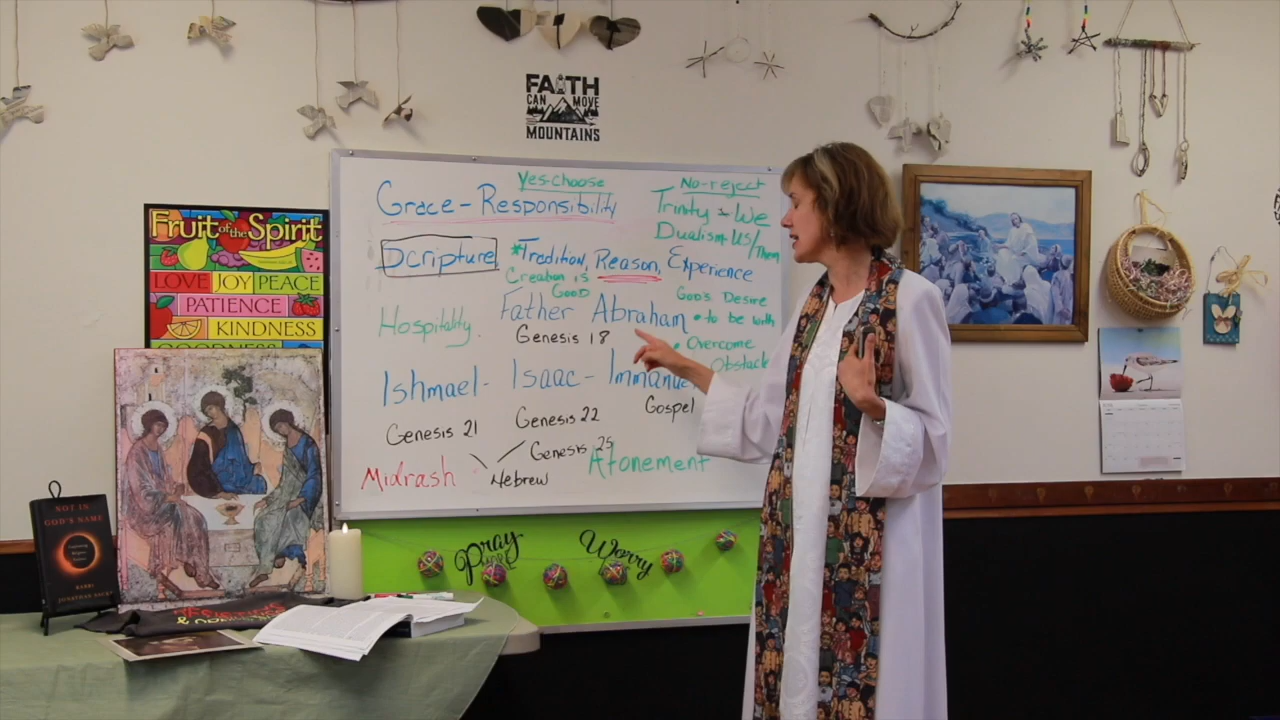 FAITH
CAN MOVE
MOUNTAINS
Yes-choose
No-reject
Grace - Responsibility
Trinity - We
Dualism - US/Them
Scripture
*Tradition, Reason, Experience
Creation is
GOOD
God's Desire
• to be with
Father Abraham
Hospitality
Genesis 18
• Overcome
Obstacle
Ishmael - Isaac - Immanuel
Genesis 21
Genesis 22
Gospel
Genesis 25
Atonement
Midrash
Hebrew
Fruit of the Spirit
LOVE JOY PEACE
PATIENCE
KINDNESS
GOODNESS
NOT IN
GOD'S NAME
RABBI
JONATHAN SACKS
Pray
more
Worry